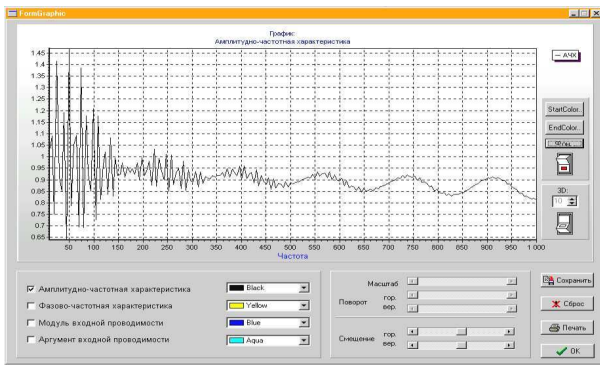 FormGraphic
График:
Амплитудно-частотная характеристика
1.45
1.4
1.35
1.3
1.25
1.2
1.15
1.1
1.05
1
0.95
0.9
0.85
0.8
0.75
0.7
0.65
50 100 150 200 250 300 350 400 450 500 550 600 650 700 750 800 850 900 950 1 000
Частота
АЧХ
StartColor...
EndColor...
3D:
10
Амплитудно-частотная характеристика Black
Фазово-частотная характеристика Yellow
Модуль входной проводимости Blue
Аргумент входной проводимости Aqua
Масштаб
Поворот гор.
вер.
Смещение гор.
вер.
Сохранить
Сброс
Печать
OK